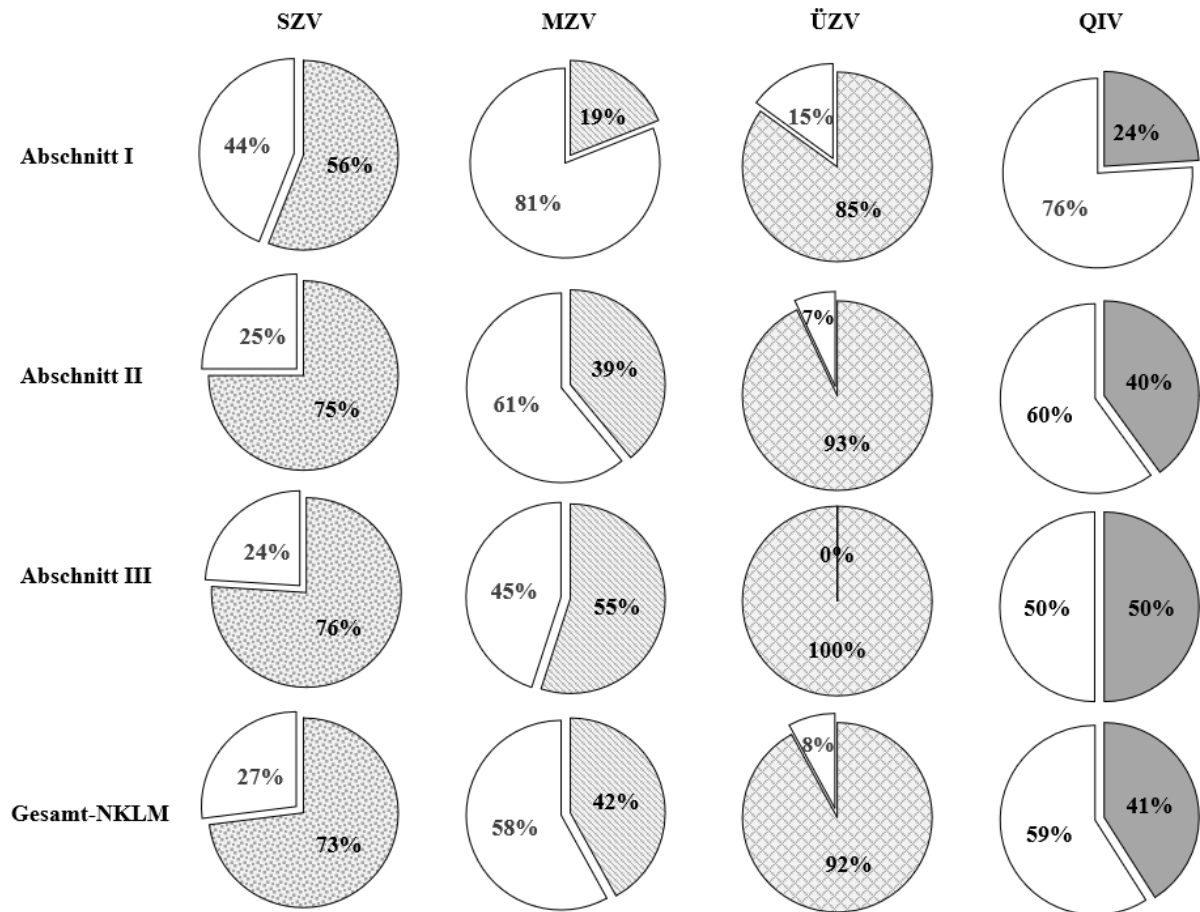 SZV MZV ÜZV QIV
Abschnitt I 44% 56% 81% 19% 15% 85% 76% 24%
Abschnitt II 25% 75% 61% 39% 7% 93% 60% 40%
Abschnitt III 24% 76% 45% 55% 0% 100% 50% 50%
Gesamt-NKLM 27% 73% 58% 42% 8% 92% 59% 41%